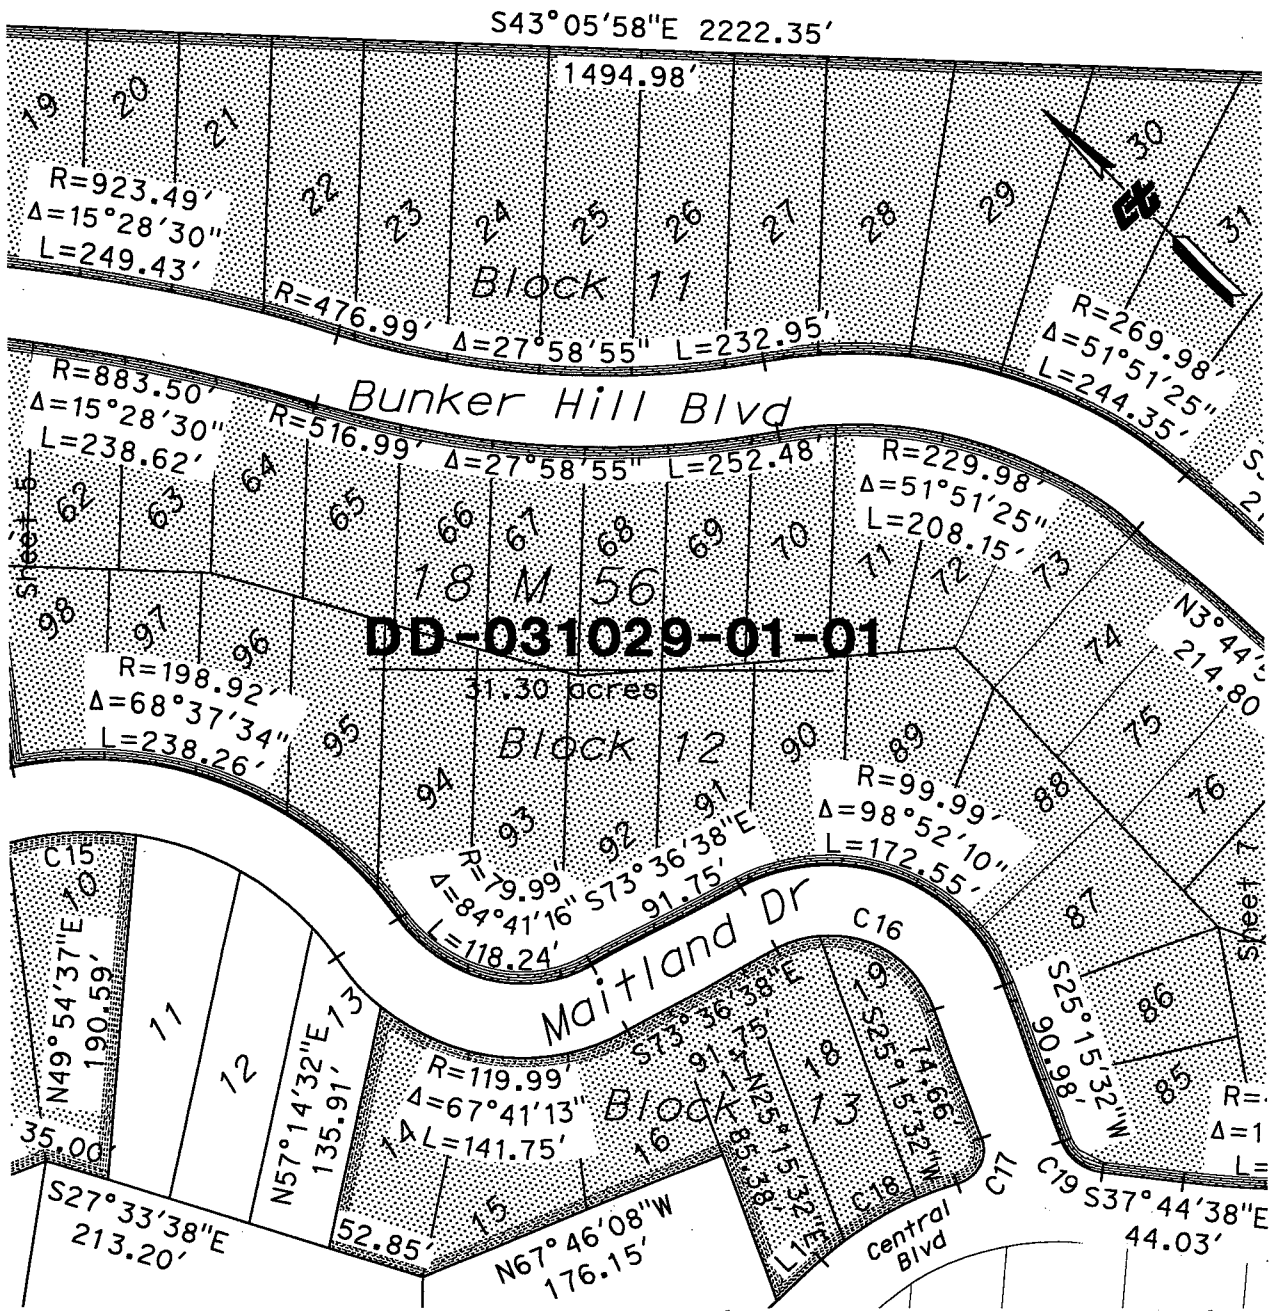 S43°05'58"E 2222.35'
1494.98'
19
20
21
22
23
24
25
26
27
28
29
30
31
ct
R=923.49'
Δ=15°28'30"
L=249.43'
Block 11
R=476.99' Δ=27°58'55" L=232.95'
R=269.98'
Δ=51°51'25"
L=244.35'
Bunker Hill Blvd
R=883.50'
Δ=15°28'30"
L=238.62'
R=516.99' Δ=27°58'55" L=252.48'
R=229.98'
Δ=51°51'25"
L=208.15'
Sheet 5
62
63
64
65
66
67
68
69
70
71
72
73
74
75
76
N3°44'5
214.80
18 M 56
DD-031029-01-01
31.30 acres
Block 12
98
97
96
95
94
93
92
91
90
89
88
87
86
85
Sheet 7
R=198.92'
Δ=68°37'34"
L=238.26'
R=79.99'
Δ=84°41'16"
L=118.24'
S73°36'38"E
91.75'
R=99.99'
Δ=98°52'10"
L=172.55'
Maitland Dr
C15
10
N49°54'37"E
190.59'
11
12
13
N57°14'32"E
135.91'
35.00'
S27°33'38"E
213.20'
52.85'
14
R=119.99'
Δ=67°41'13"
L=141.75'
15
16
Block 13
17
18
19
S73°36'38"E
91.75'
N25°15'32"E
85.38'
S25°15'32"W
74.66'
C16
C17
C18
C19
L1
N67°46'08"W
176.15'
Central
Blvd
S25°15'32"W
90.98'
S37°44'38"E
44.03'
R=
Δ=1
L=